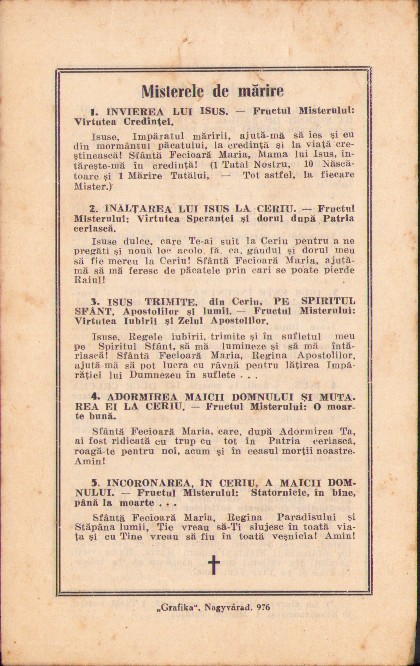 Misterele de mărire
1. INVIEREA LUI ISUS. — Fructul Misterului:
Virtutea Credinței.
Isuse, Împăratul măririi, ajută-mă să ies și eu
din mormântul păcatului, la credință și la viața cre-
știnească! Sfântă Fecioară Maria, Mama lui Isus, în-
tărește-mă în credință! (1 Tatăl Nostru, 10 Născă-
toare și 1 Mărire Tatălui, — Tot astfel, la fiecare
Mister.)
2. INALȚAREA LUI ISUS LA CERIU. — Fructul
Misterului: Virtutea Speranței și dorul după Patria
cerlască.
Isuse dulce, care Te-ai suit la Ceriu pentru a ne
pregăti și nouă loc acolo, fă, ca, gândul și dorul meu
să fie mereu la Ceriu! Sfântă Fecioară Maria, ajută-
mă să mă feresc de păcatele prin cari se poate pierde
Raiul!
3. ISUS TRIMITE, din Ceriu, PE SPIRITUL
SFÂNT, Apostolilor și lumii. — Fructul Misterului:
Virtutea Iubirii și Zelul Apostolilor.
Isuse, Regele iubirii, trimite și în sufletul meu
pe Spiritul Sfânt, să mă lumineze și să mă întă-
riască! Sfântă Fecioară Maria, Regina Apostolilor,
ajută-mă să pot lucra cu râvnă pentru lățirea Impă-
răției lui Dumnezeu în suflete . . .
4. ADORMIREA MAICII DOMNULUI ȘI MUTA-
REA EI LA CERIU. — Fructul Misterului: O moar-
te bună.
Sfântă Fecioară Maria, care, după Adormirea Ta,
ai fost ridicată cu trup cu tot în Patria ceriască,
roagă-te pentru noi, acum și în ceasul morții noastre.
Amin!
5. INCORONAREA, ÎN CERIU, A MAICII DOM-
NULUI. — Fructul Misterului: Statornicie, în bine,
până la moarte . . .
Sfântă Fecioară Maria, Regina Paradisului și
Stăpâna lumii, Ție vreau să-Ți slujesc în toată via-
ța și cu Tine vreau să fiu în toată veșnicia! Amin!
„Grafika", Nagyvárad. 976